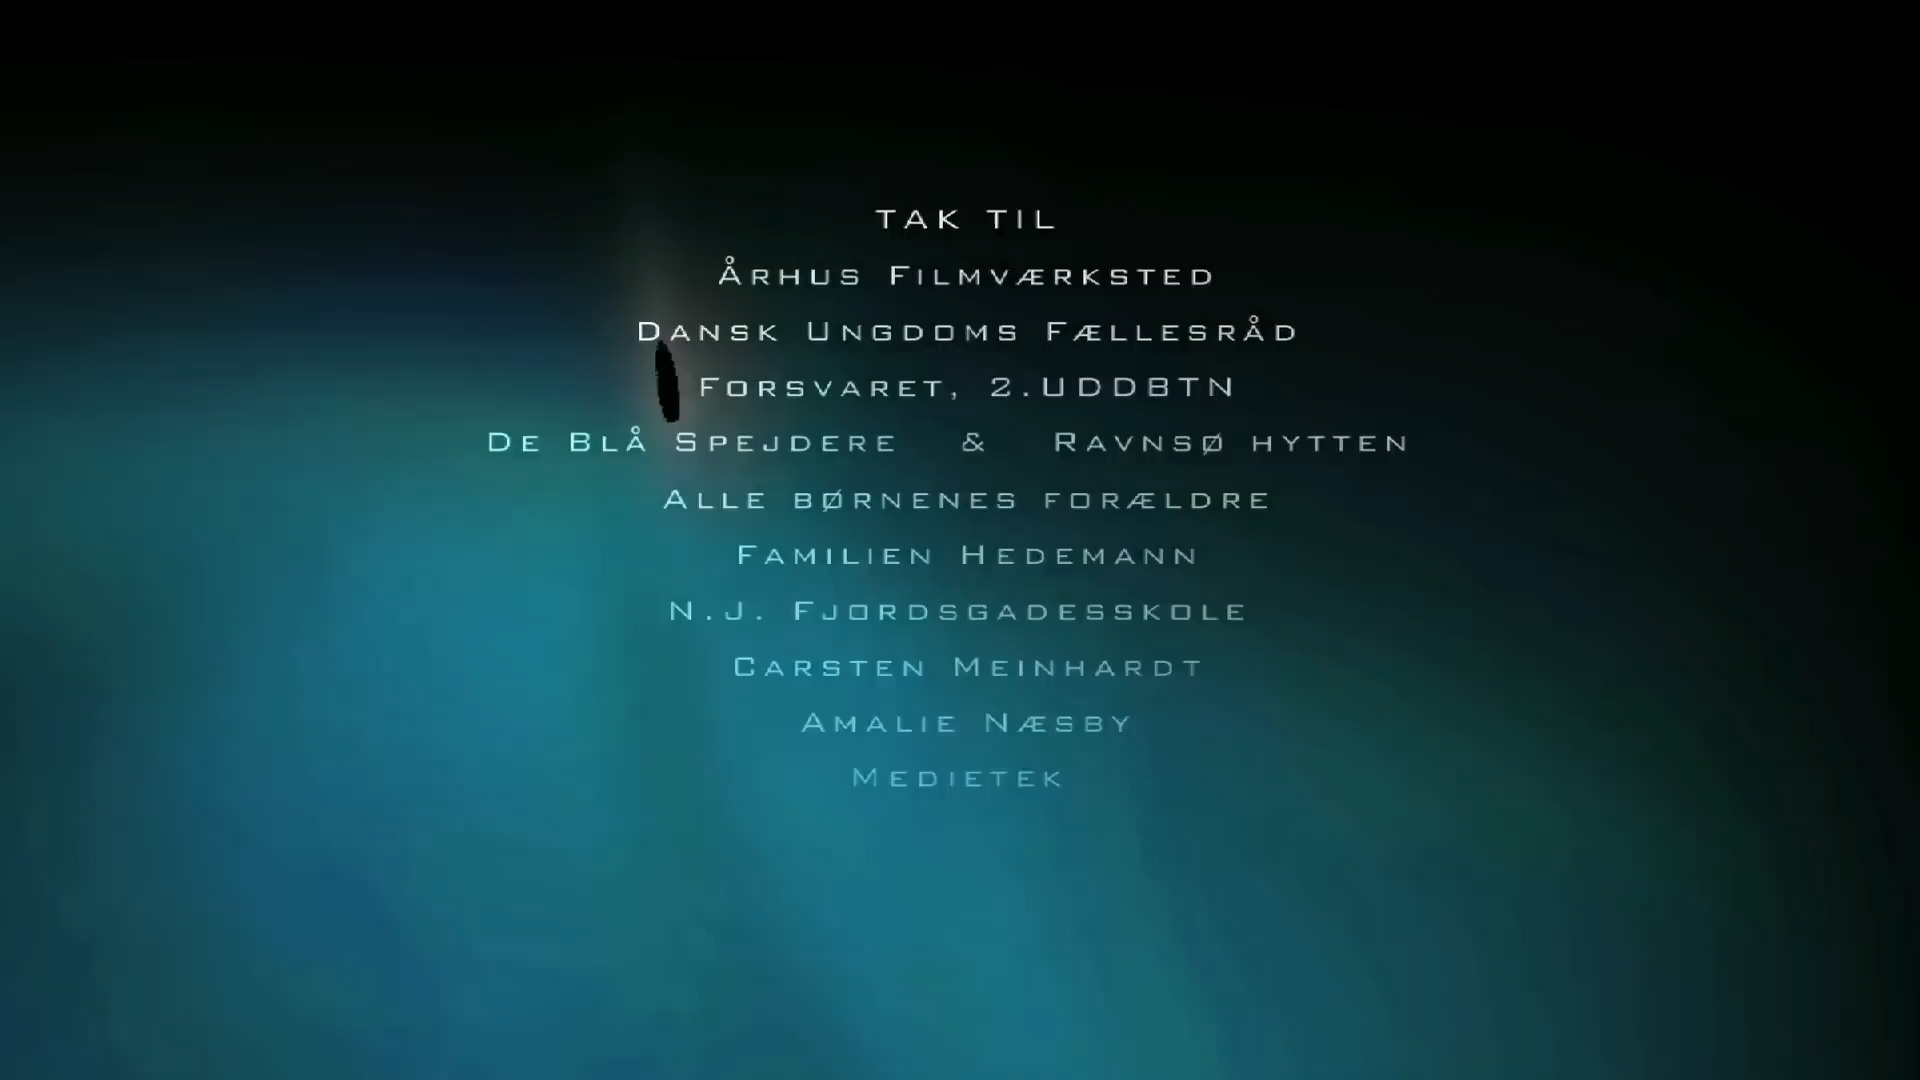 TAK TIL
Århus Filmværksted
Dansk Ungdoms Fællesråd
Forsvaret, 2.UDDBTN
De Blå Spejdere & Ravnsø hytten
Alle børnenes forældre
Familien Hedemann
N.J. Fjordsgadesskole
Carsten Meinhardt
Amalie Næsby
Medietek